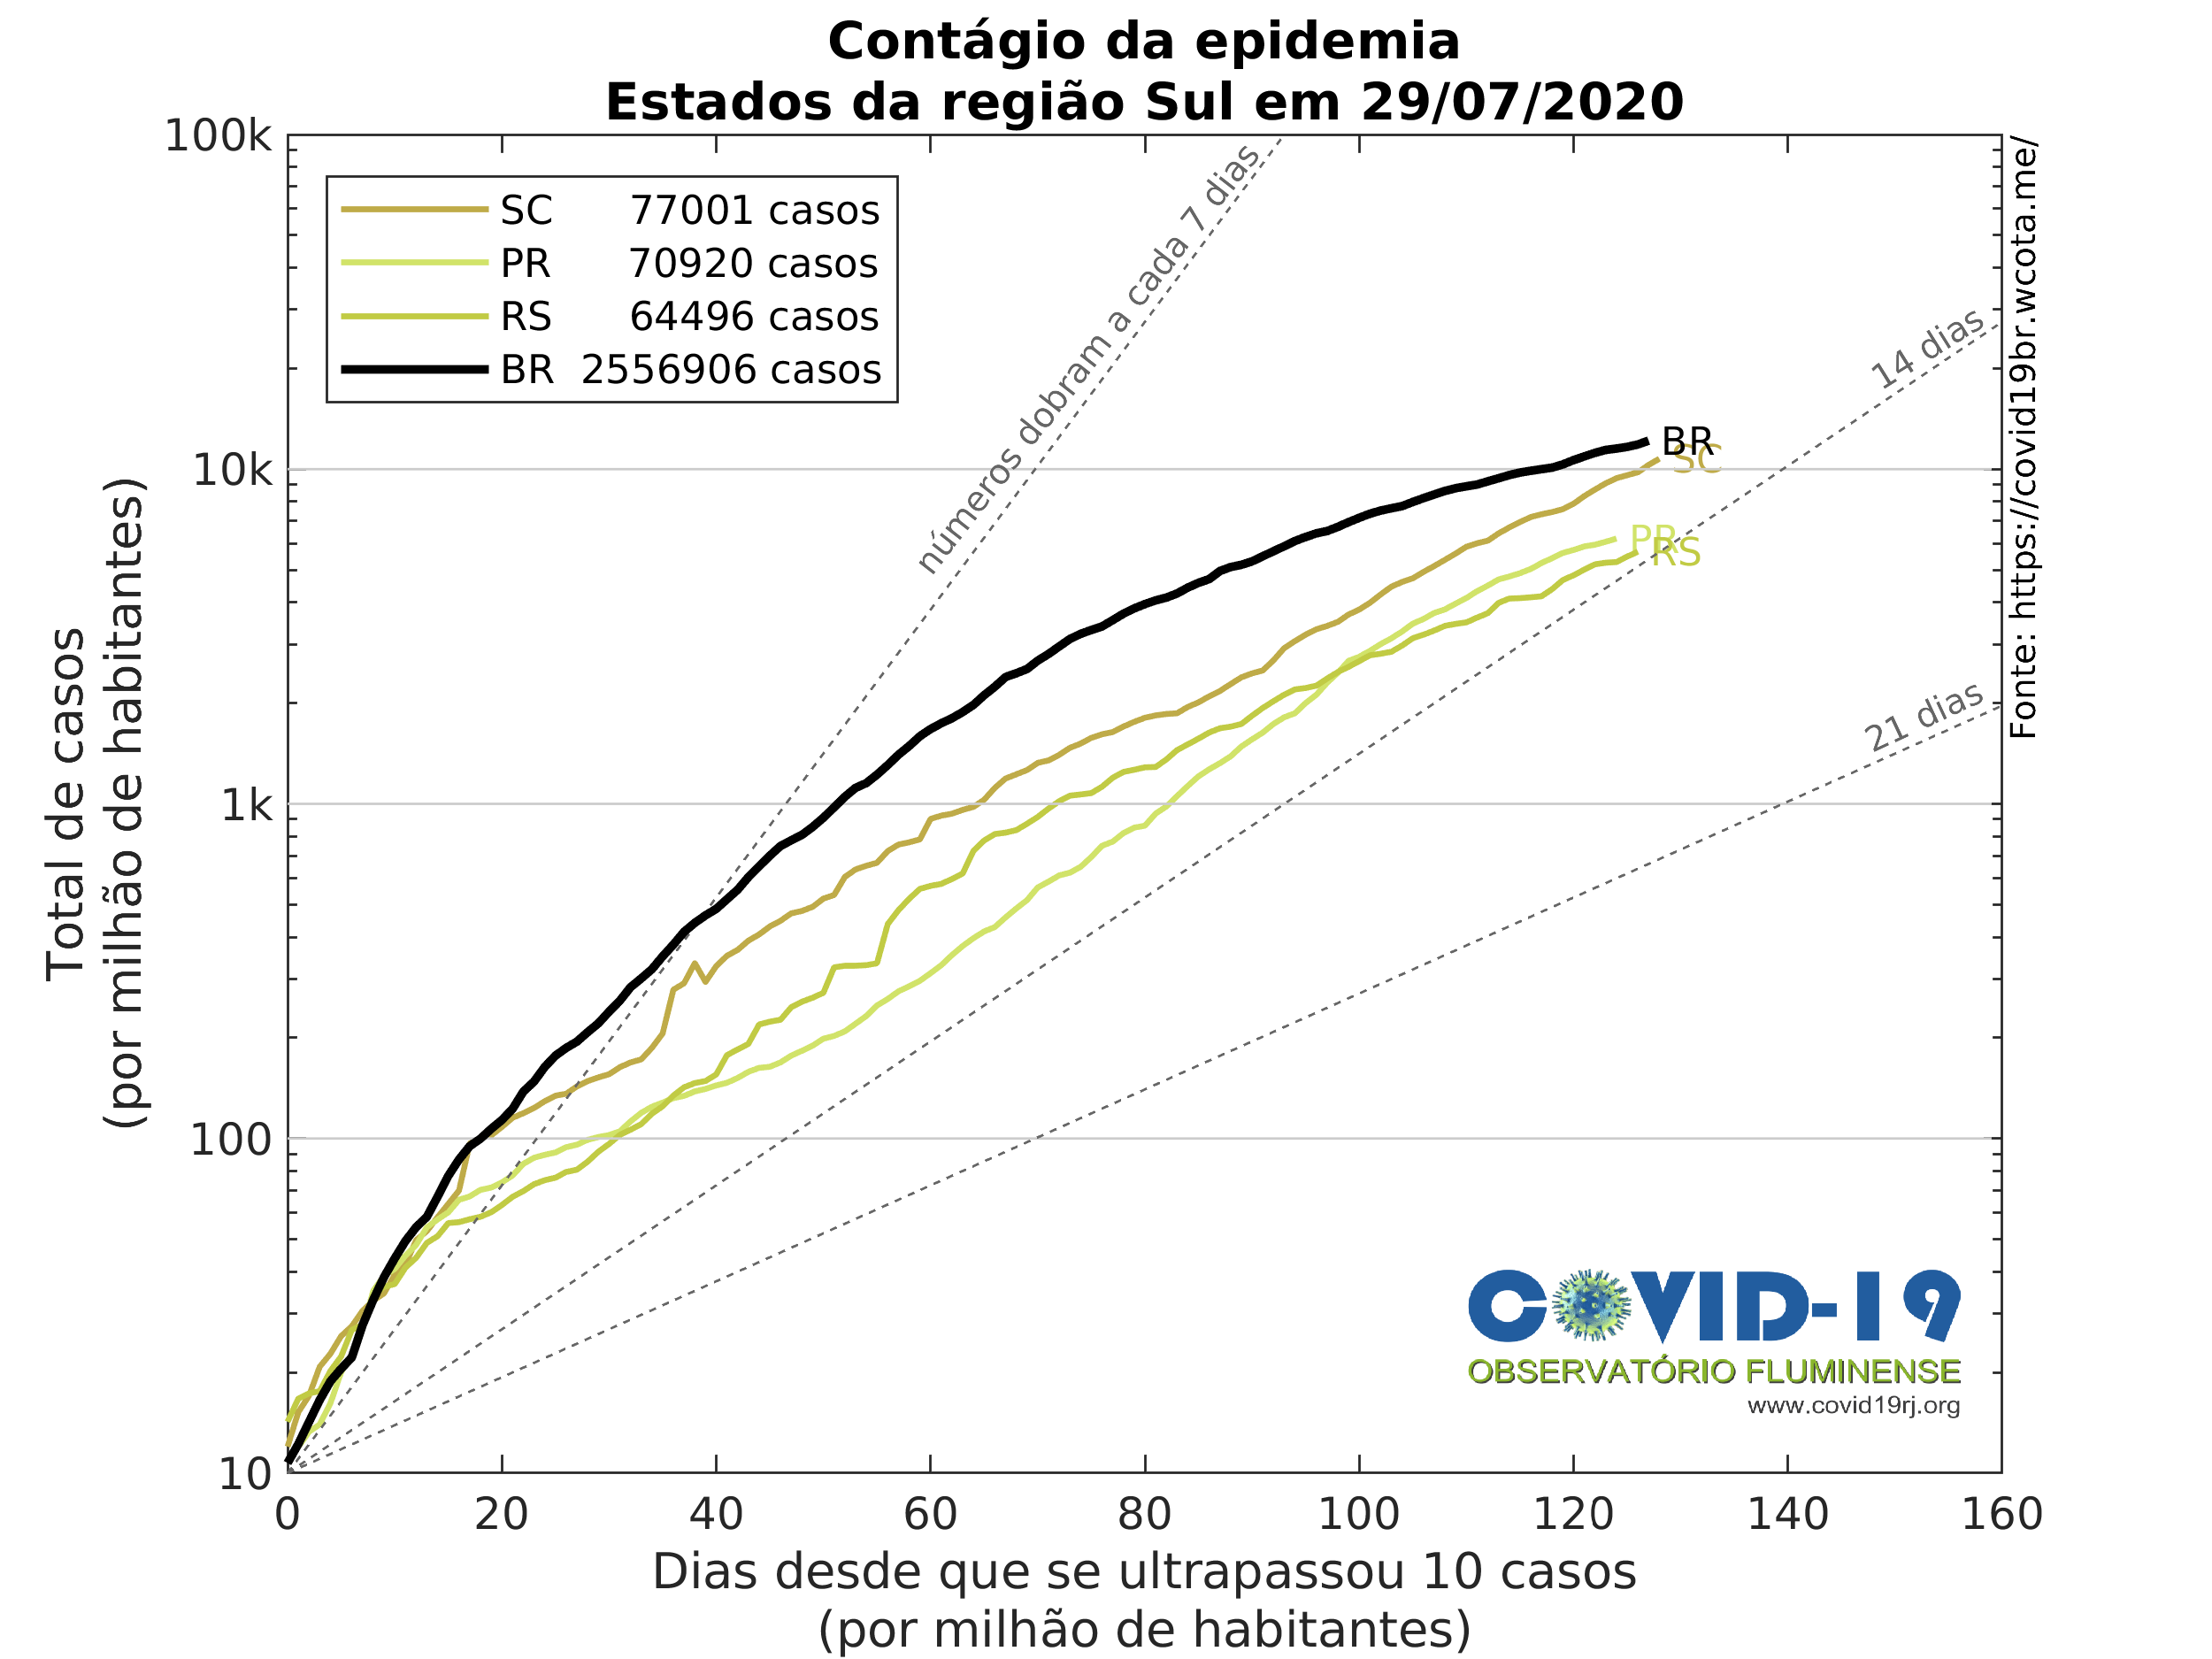 Contágio da epidemia
Estados da região Sul em 29/07/2020
100k
10k
1k
100
10
Total de casos
(por milhão de habitantes)
SC 77001 casos
PR 70920 casos
RS 64496 casos
BR 2556906 casos
números dobram a cada 7 dias
14 dias
21 dias
BR
SC
PR
RS
Fonte: https://covid19br.wcota.me/
COVID-19
OBSERVATÓRIO FLUMINENSE
www.covid19rj.org
0 20 40 60 80 100 120 140 160
Dias desde que se ultrapassou 10 casos
(por milhão de habitantes)